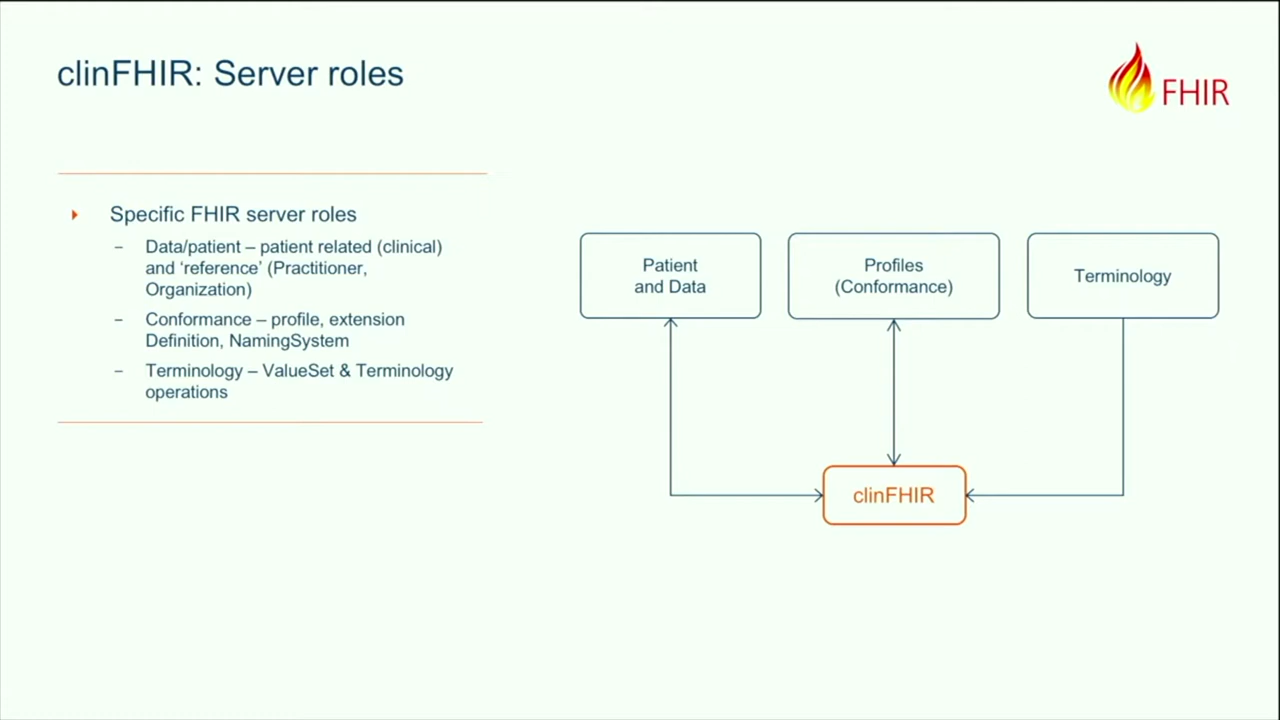 clinFHIR: Server roles
FHIR
Specific FHIR server roles
– Data/patient – patient related (clinical)
and ‘reference’ (Practitioner,
Organization)
– Conformance – profile, extension
Definition, NamingSystem
– Terminology – ValueSet & Terminology
operations
Patient
and Data
Profiles
(Conformance)
Terminology
clinFHIR